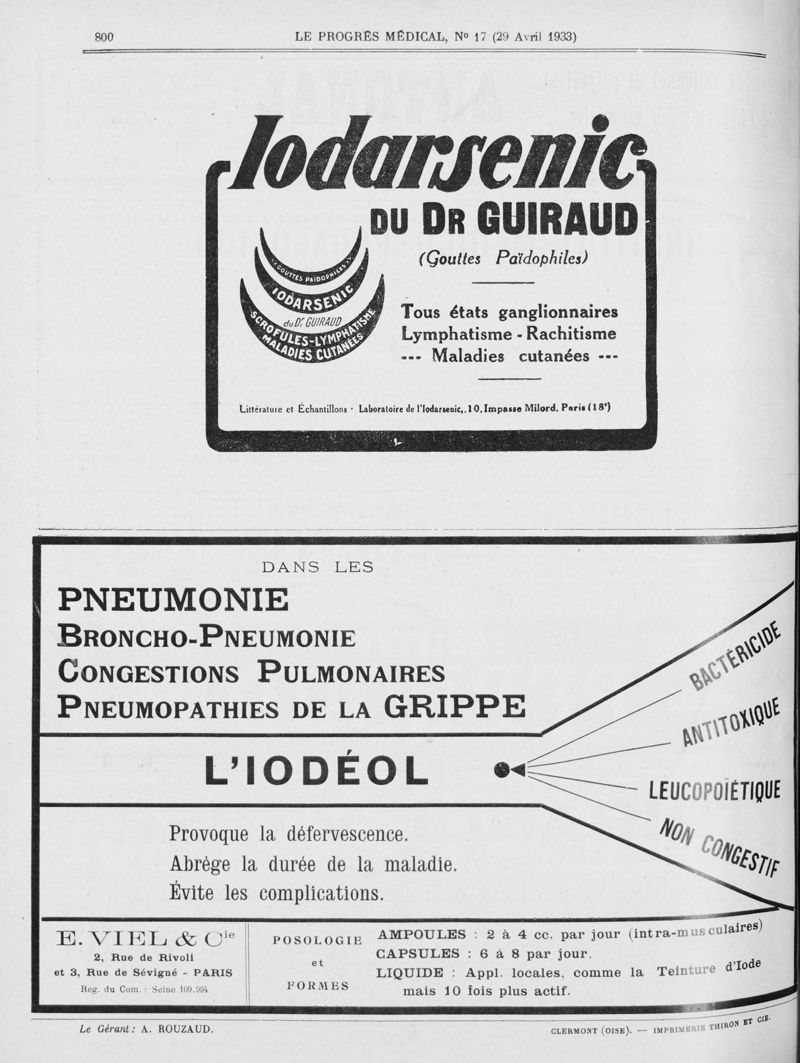 800
LE PROGRÈS MÉDICAL, Nº 17 (29 Avril 1933)
Iodarsenic
DU DR GUIRAUD
(Gouttes Païdophiles)
GOUTTES PAIDOPHILES
IODARSENIC
du Dr. GUIRAUD
SCROFULES-LYMPHATISME
MALADIES CUTANÉES
Tous états ganglionnaires
Lymphatisme - Rachitisme
--- Maladies cutanées ---
Littérature et Échantillons · Laboratoire de l'Iodarsenic,.10,Impasse Milord, Paris (18e)
DANS LES
PNEUMONIE
BRONCHO-PNEUMONIE
CONGESTIONS PULMONAIRES
PNEUMOPATHIES DE LA GRIPPE
L'IODÉOL
BACTÉRICIDE
ANTITOXIQUE
LEUCOPOÏÉTIQUE
NON CONGESTIF
Provoque la défervescence.
Abrège la durée de la maladie.
Évite les complications.
E. VIEL & Cie
2, Rue de Rivoli
et 3, Rue de Sévigné - PARIS
Reg. du Com. : Seine 109.994
POSOLOGIE
et
FORMES
AMPOULES : 2 à 4 cc. par jour (intra-musculaires)
CAPSULES : 6 à 8 par jour.
LIQUIDE : Appl. locales, comme la Teinture d'Iode
mais 10 fois plus actif.
Le Gérant : A. ROUZAUD.
CLERMONT (OISE). — IMPRIMERIE THIRON ET CIE.